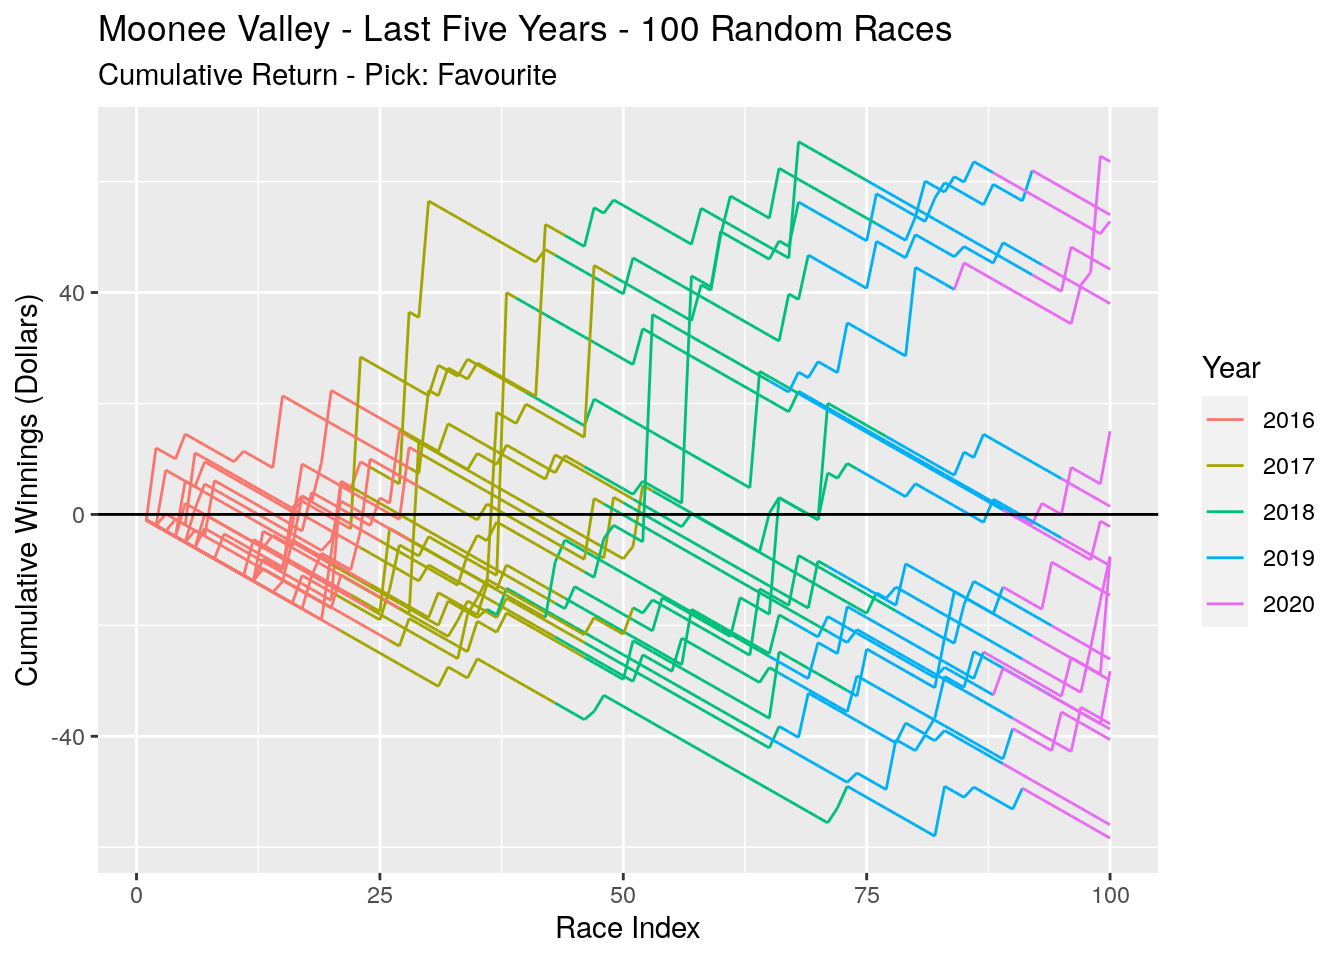 Moonee Valley - Last Five Years - 100 Random Races
Cumulative Return - Pick: Favourite
Cumulative Winnings (Dollars)
40
0
-40
0 25 50 75 100
Race Index
Year
2016
2017
2018
2019
2020